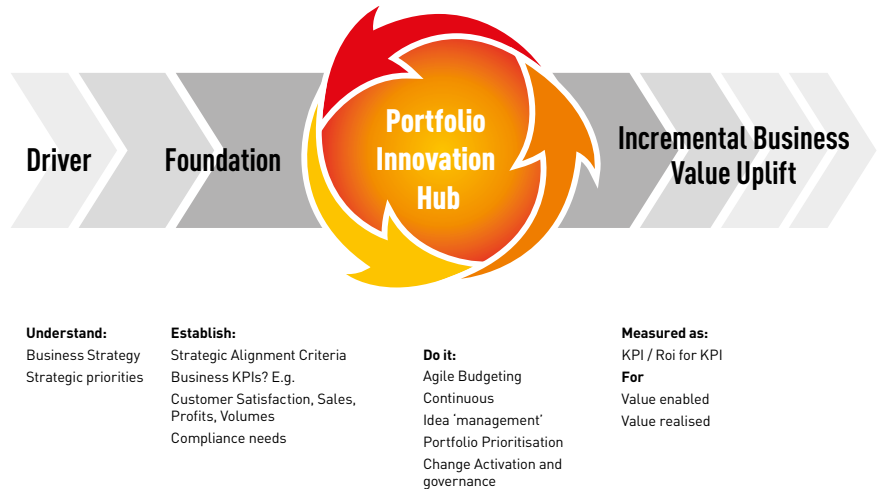 Driver
Foundation
Portfolio
Innovation
Hub
Incremental Business
Value Uplift
Understand:
Business Strategy
Strategic priorities
Establish:
Strategic Alignment Criteria
Business KPIs? E.g.
Customer Satisfaction, Sales,
Profits, Volumes
Compliance needs
Do it:
Agile Budgeting
Continuous
Idea ‘management’
Portfolio Prioritisation
Change Activation and
governance
Measured as:
KPI / Roi for KPI
For
Value enabled
Value realised